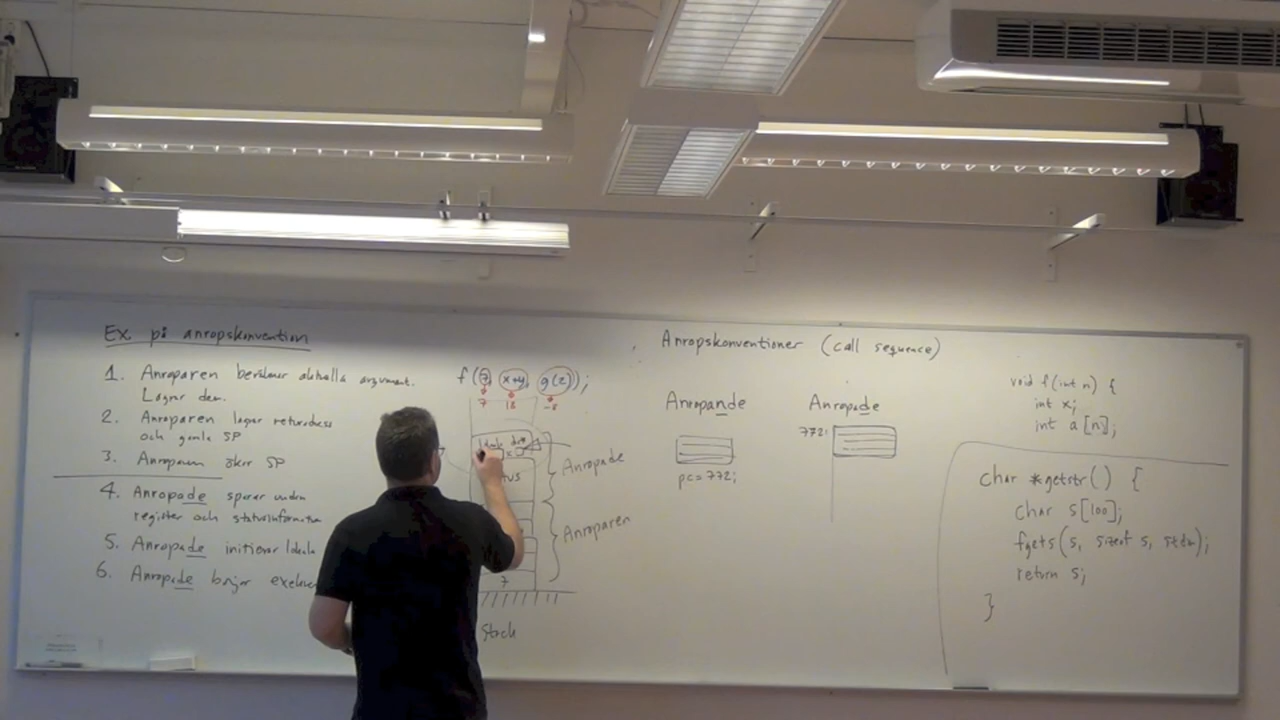 Ex på anropskonvention
1. Anroparen beräknar aktuella argument.
Lagrar dem.
2. Anroparen lagrar returadress
och gamla SP
3. Anroparen ökar SP
4. Anropade sparar undan
register och statusinformation
5. Anropade initierar lokala
6. Anropade börjar
f(7, x+y, g(z));
7 18 -8
Anropade
Anroparen
7
Stack
Anropskonventioner (call sequence)
Anropande
pc = 772;
Anropade
772:
void f(int n) {
int x;
int a[n];
char *getstr() {
char s[100];
fgets(s, sizeof s, stdin);
return s;
}